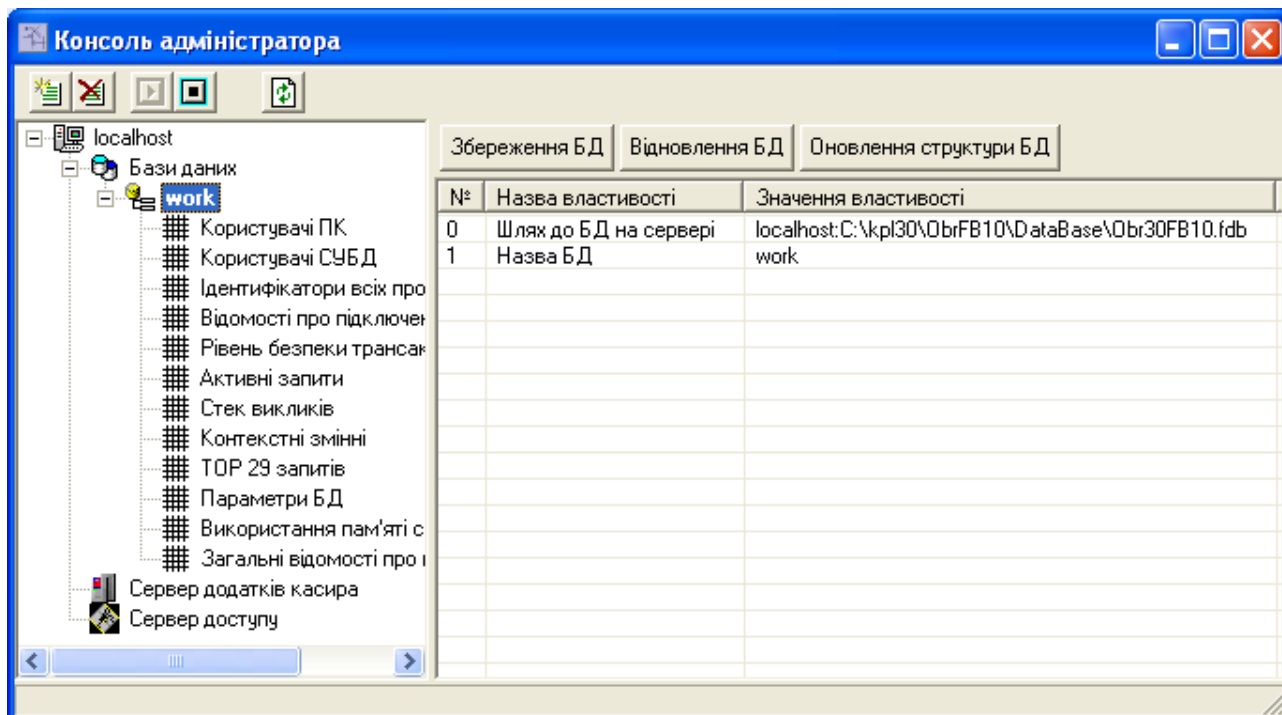 Консоль адміністратора
localhost
Бази даних
work
Користувачі ПК
Користувачі СУБД
Ідентифікатори всіх про
Відомості про підключен
Рівень безпеки трансак
Активні запити
Стек викликів
Контекстні змінні
TOP 29 запитів
Параметри БД
Використання пам'яті с
Загальні відомості про
Сервер додатків касира
Сервер доступу
Збереження БД Відновлення БД Оновлення структури БД
№ Назва властивості Значення властивості
0 Шлях до БД на сервері localhost:C:\kpl30\ObrFB10\DataBase\Obr30FB10.fdb
1 Назва БД work